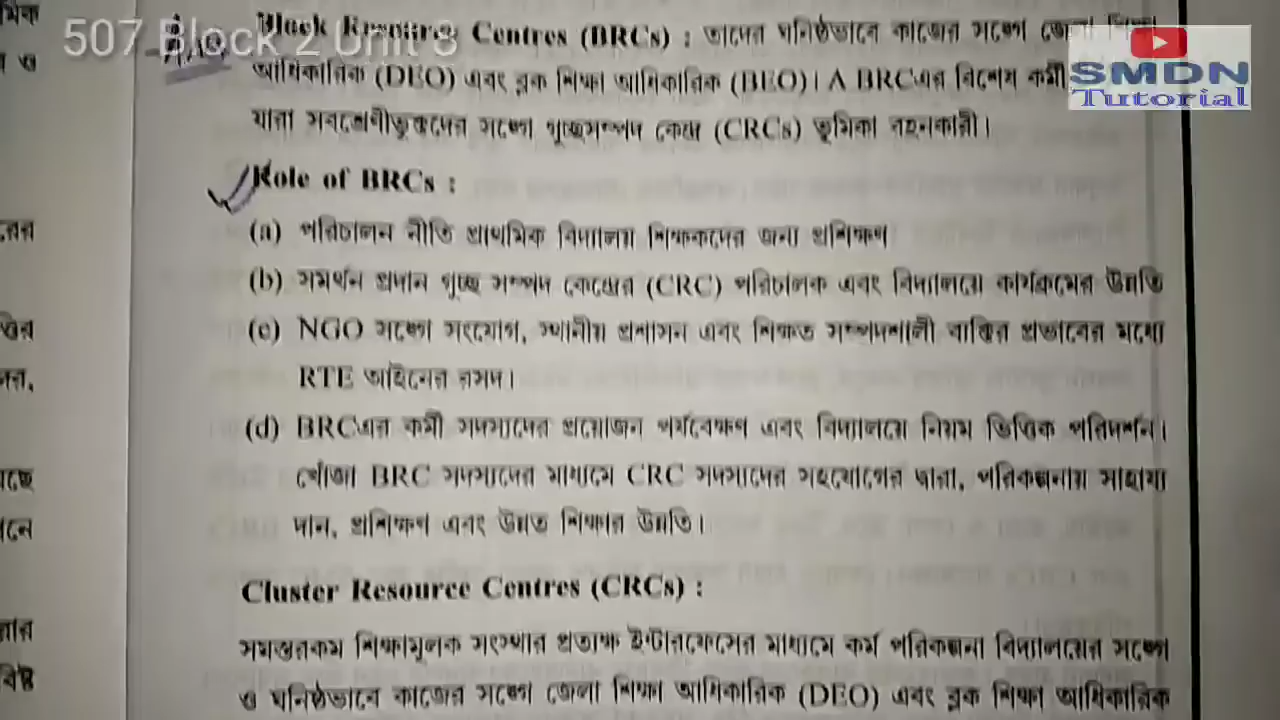 507 Block 2 Unit 3
SMDN
Tutorial
Block Resource Centres (BRCs) : তাদের ঘনিষ্ঠভাবে কাজের সঙ্গে জেলা শিক্ষা
আধিকারিক (DEO) এবং ব্লক শিক্ষা আধিকারিক (BEO)। A BRCএর বিশেষ কর্মী
যারা সবশ্রেণীভুক্তদের সঙ্গে গুচ্ছসম্পদ কেন্দ্রে (CRCs) ভূমিকা বহনকারী।
Role of BRCs :
(a) পরিচালন নীতি প্রাথমিক বিদ্যালয় শিক্ষকদের জন্য প্রশিক্ষণ
(b) সমর্থন প্রদান গুচ্ছ সম্পদ কেন্দ্রের (CRC) পরিচালক এবং বিদ্যালয়ে কার্যক্রমের উন্নতি
(c) NGO সঙ্গে সংযোগ, স্থানীয় প্রশাসন এবং শিক্ষত সম্পদশালী ব্যক্তির প্রভাবের মধ্যে
RTE আইনের রসদ।
(d) BRCএর কর্মী সদস্যদের প্রয়োজন পর্যবেক্ষণ এবং বিদ্যালয়ে নিয়ম ভিত্তিক পরিদর্শন।
খোঁজা BRC সদস্যদের মাধ্যমে CRC সদস্যদের সহযোগের দ্বারা, পরিকল্পনায় সাহায্য
দান, প্রশিক্ষণ এবং উন্নত শিক্ষার উন্নতি।
Cluster Resource Centres (CRCs) :
সমস্তরকম শিক্ষামূলক সংস্থার প্রত্যক্ষ ইন্টারফেসের মাধ্যমে কর্ম পরিকল্পনা বিদ্যালয়ের সঙ্গে
ও ঘনিষ্ঠভাবে কাজের সঙ্গে জেলা শিক্ষা আধিকারিক (DEO) এবং ব্লক শিক্ষা আধিকারিক